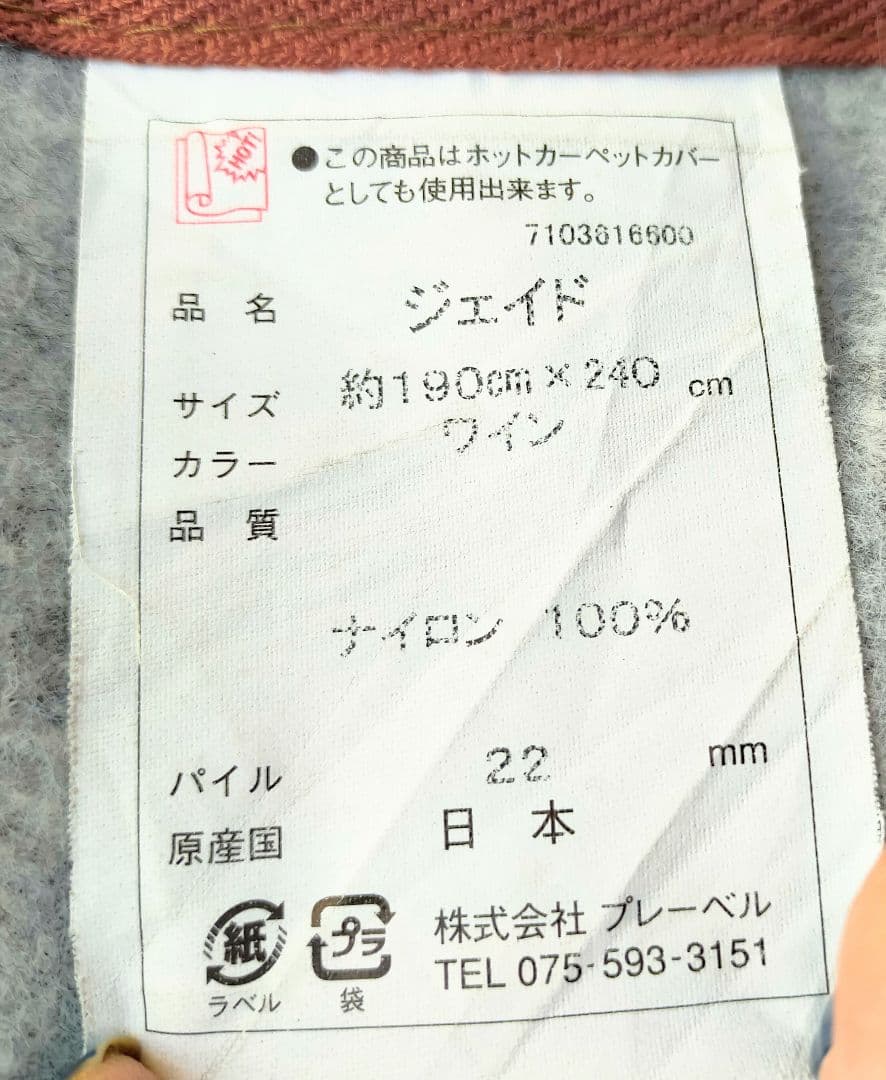 HOT!
●この商品はホットカーペットカバー
としても使用出来ます。
7103616600
品 名 ジェイド
サイズ 約190cm×240 cm
カラー ワイン
品 質
ナイロン 100%
パイル 22 mm
原産国 日 本
紙 プラ 株式会社 プレーベル
ラベル 袋 TEL 075-593-3151